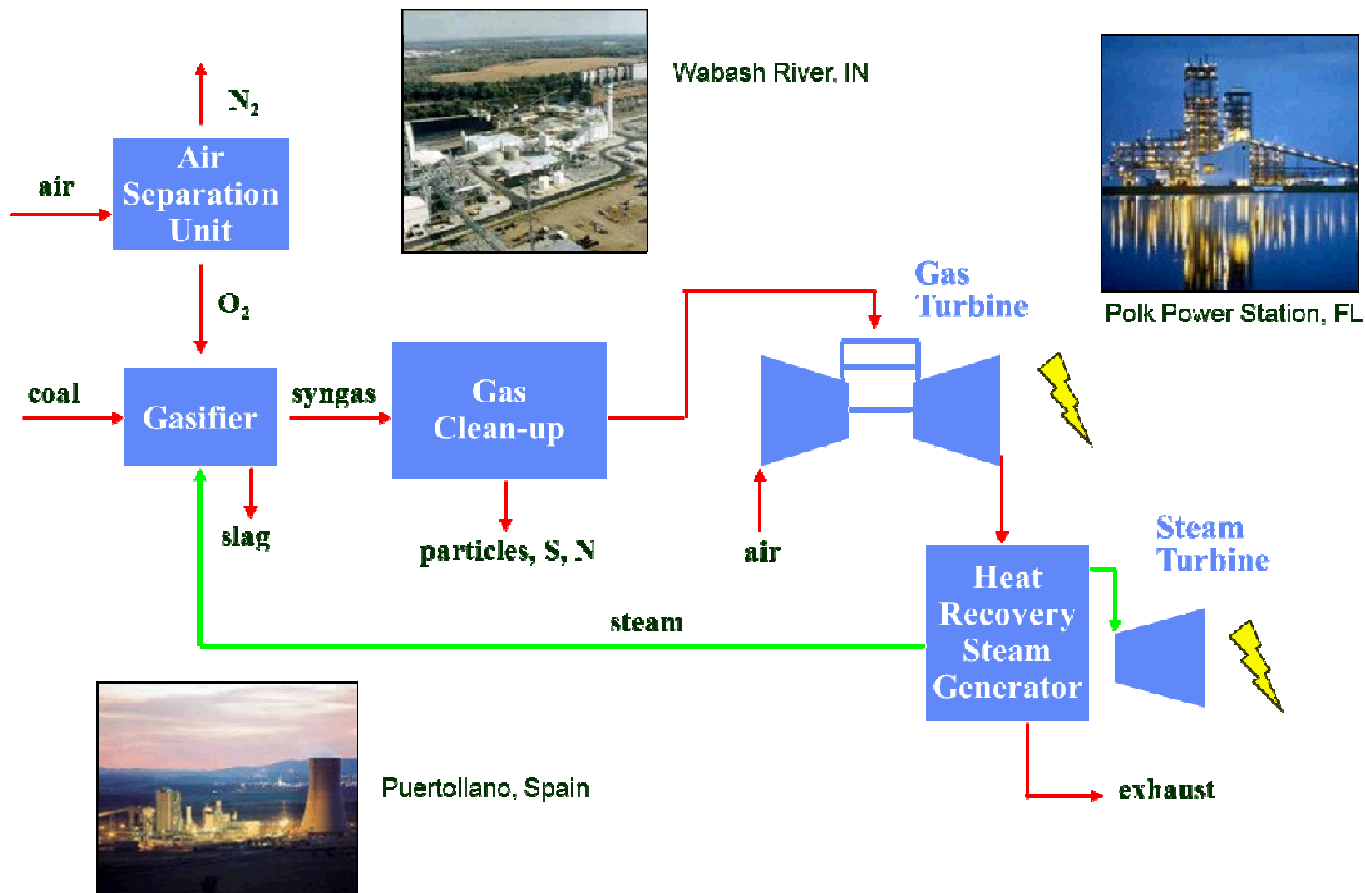 Wabash River, IN
N₂
Air
Separation
Unit
air
O₂
Gas
Turbine
Polk Power Station, FL
coal
Gasifier
syngas
Gas
Clean-up
slag
particles, S, N
air
Steam
Turbine
Heat
Recovery
Steam
Generator
steam
Puertollano, Spain
exhaust